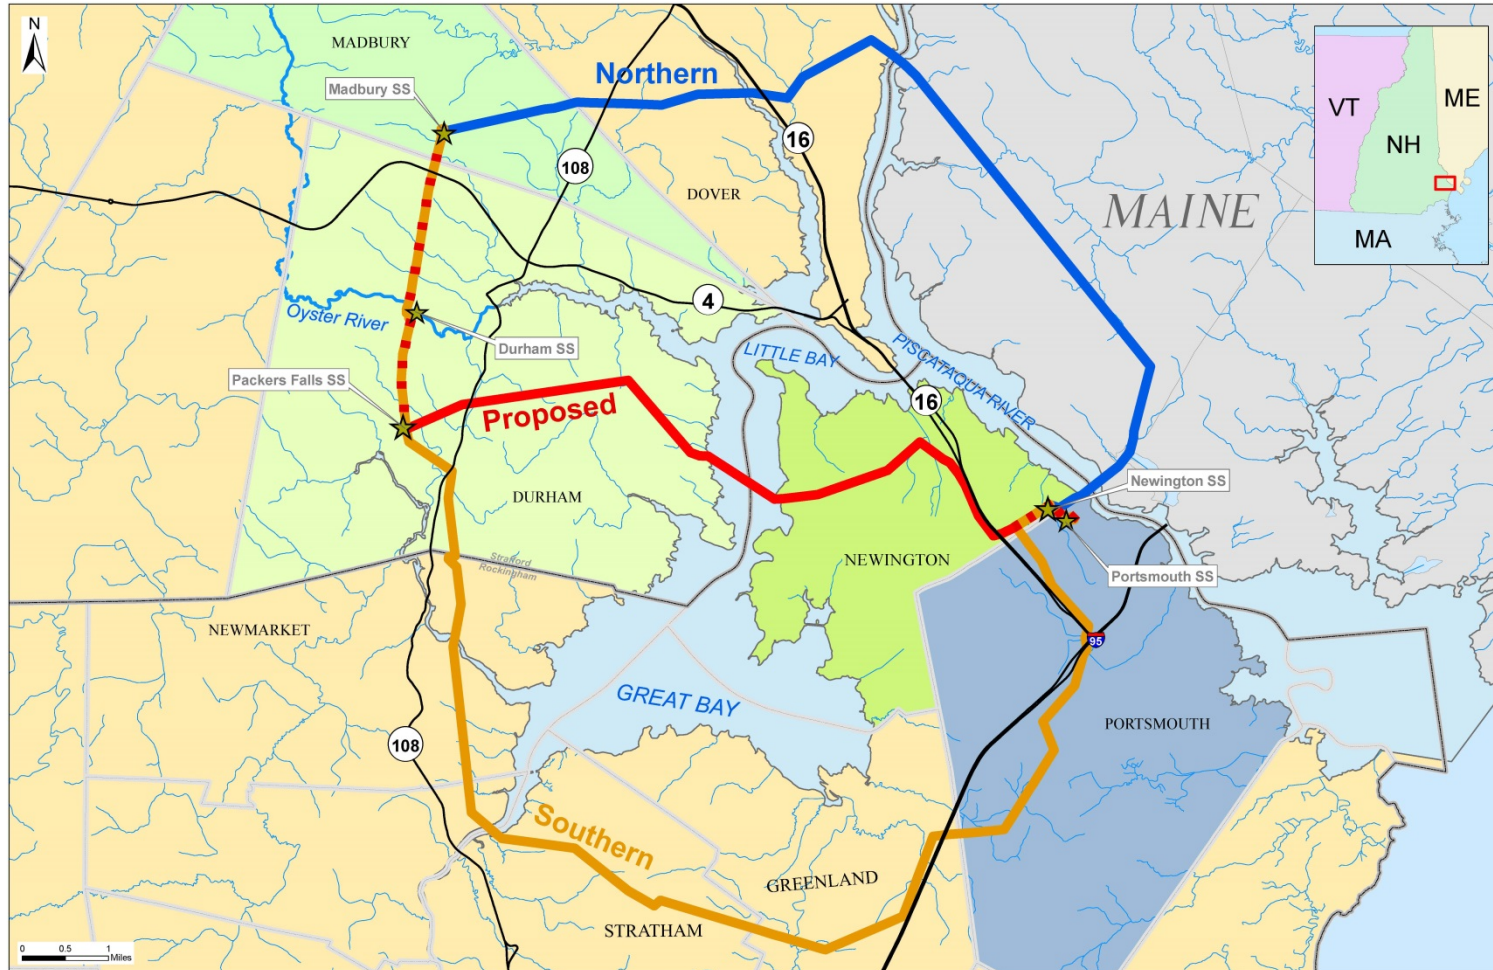 N
MADBURY
Madbury SS
Northern
16
108
DOVER
MAINE
VT
NH
ME
MA
4
Oyster River
Durham SS
LITTLE BAY
PISCATAQUA RIVER
Packers Falls SS
Proposed
16
DURHAM
Newington SS
NEWINGTON
Portsmouth SS
Strafford
Rockingham
NEWMARKET
95
GREAT BAY
PORTSMOUTH
108
Southern
GREENLAND
STRATHAM
0 0.5 1
Miles